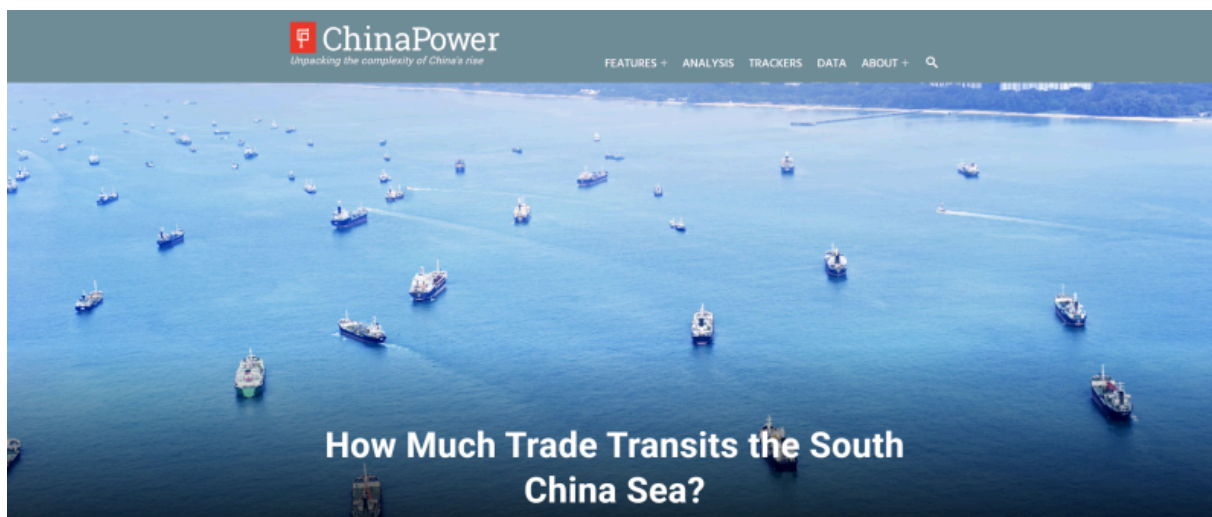 ChinaPower
Unpacking the complexity of China's rise
FEATURES + ANALYSIS TRACKERS DATA ABOUT +
How Much Trade Transits the South
China Sea?